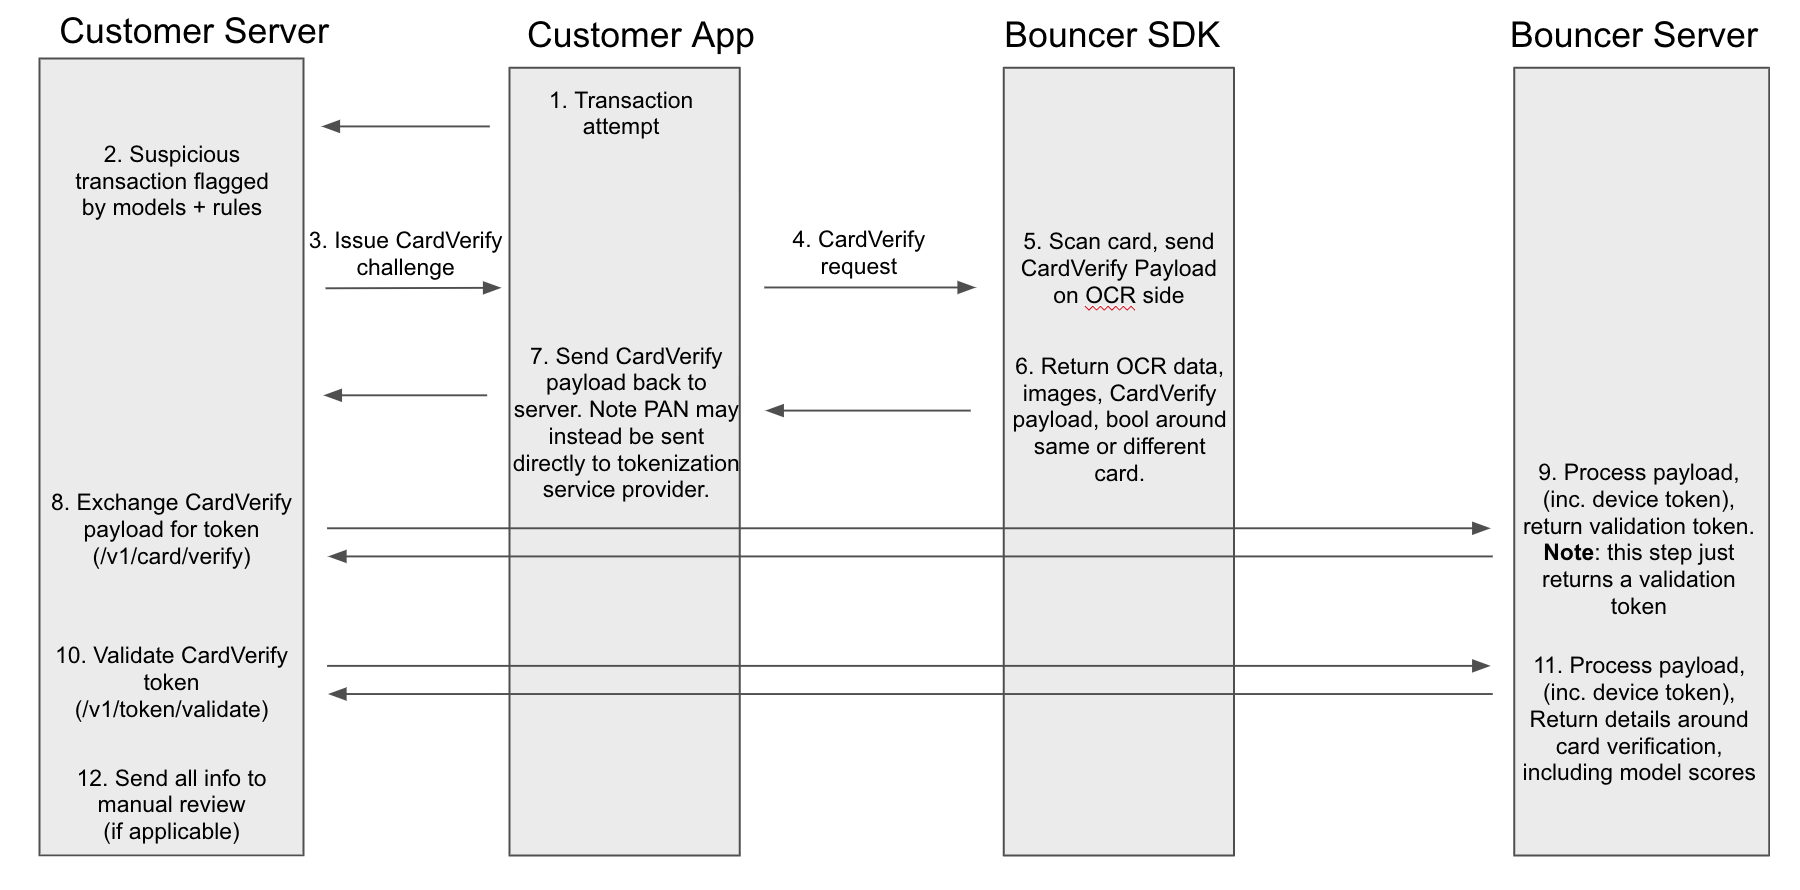 Customer Server
Customer App
Bouncer SDK
Bouncer Server
1. Transaction
attempt
2. Suspicious
transaction flagged
by models + rules
3. Issue CardVerify
challenge
4. CardVerify
request
5. Scan card, send
CardVerify Payload
on OCR side
6. Return OCR data,
images, CardVerify
payload, bool around
same or different
card.
7. Send CardVerify
payload back to
server. Note PAN may
instead be sent
directly to tokenization
service provider.
8. Exchange CardVerify
payload for token
(/v1/card/verify)
9. Process payload,
(inc. device token),
return validation token.
Note: this step just
returns a validation
token
10. Validate CardVerify
token
(/v1/token/validate)
11. Process payload,
(inc. device token),
Return details around
card verification,
including model scores
12. Send all info to
manual review
(if applicable)